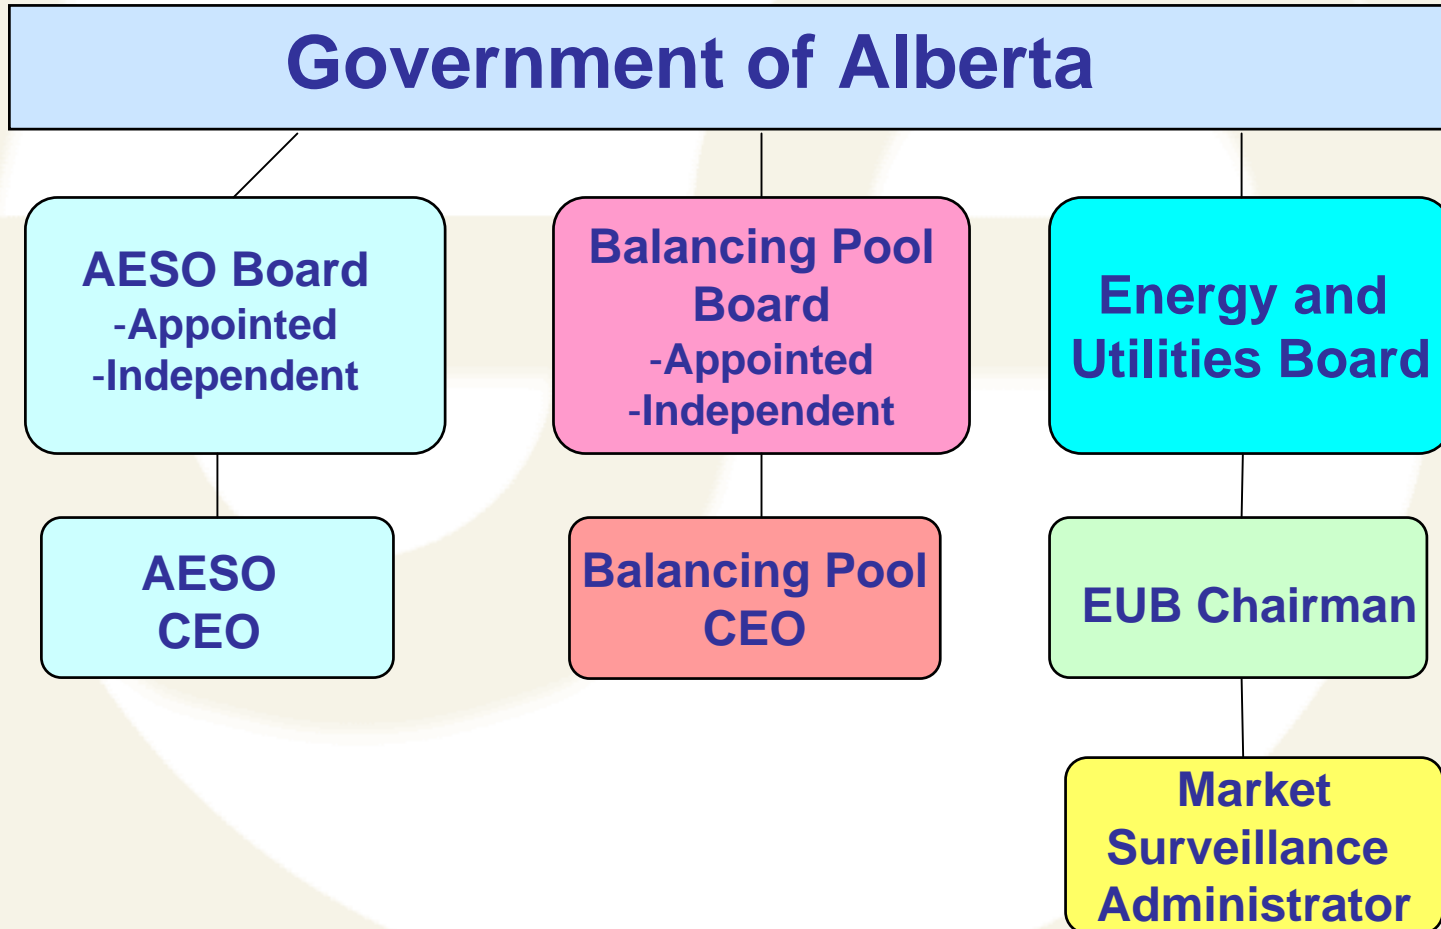 Government of Alberta
AESO Board
-Appointed
-Independent
Balancing Pool
Board
-Appointed
-Independent
Energy and
Utilities Board
AESO
CEO
Balancing Pool
CEO
EUB Chairman
Market
Surveillance
Administrator